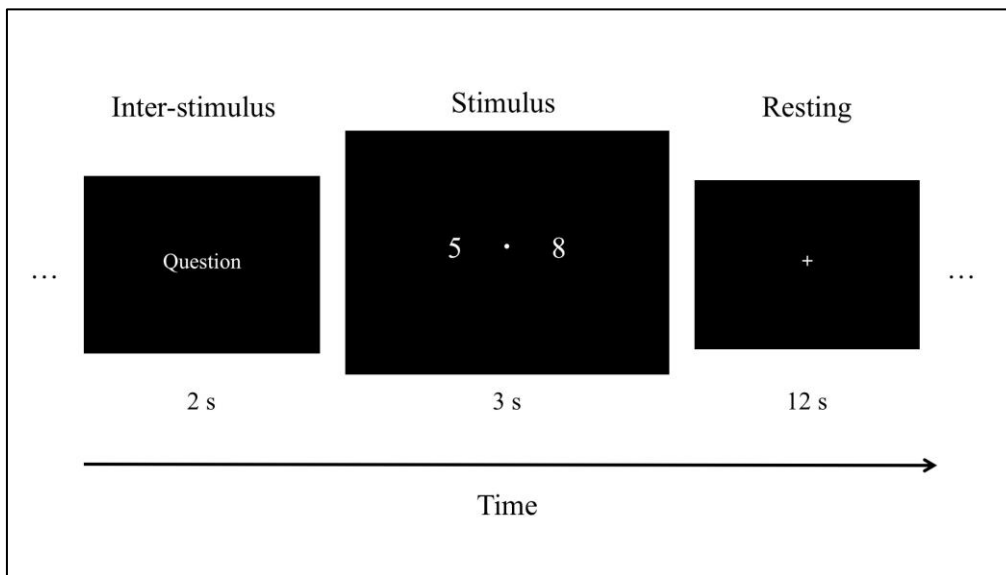 Inter-stimulus
Stimulus
Resting
…
Question
5 · 8
+
…
2 s
3 s
12 s
Time